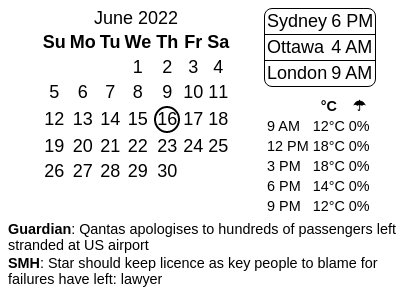 June 2022
Su Mo Tu We Th Fr Sa
1 2 3 4
5 6 7 8 9 10 11
12 13 14 15 16 17 18
19 20 21 22 23 24 25
26 27 28 29 30
Sydney 6 PM
Ottawa 4 AM
London 9 AM
°C ☂
9 AM 12°C 0%
12 PM 18°C 0%
3 PM 18°C 0%
6 PM 14°C 0%
9 PM 12°C 0%
Guardian: Qantas apologises to hundreds of passengers left
stranded at US airport
SMH: Star should keep licence as key people to blame for
failures have left: lawyer